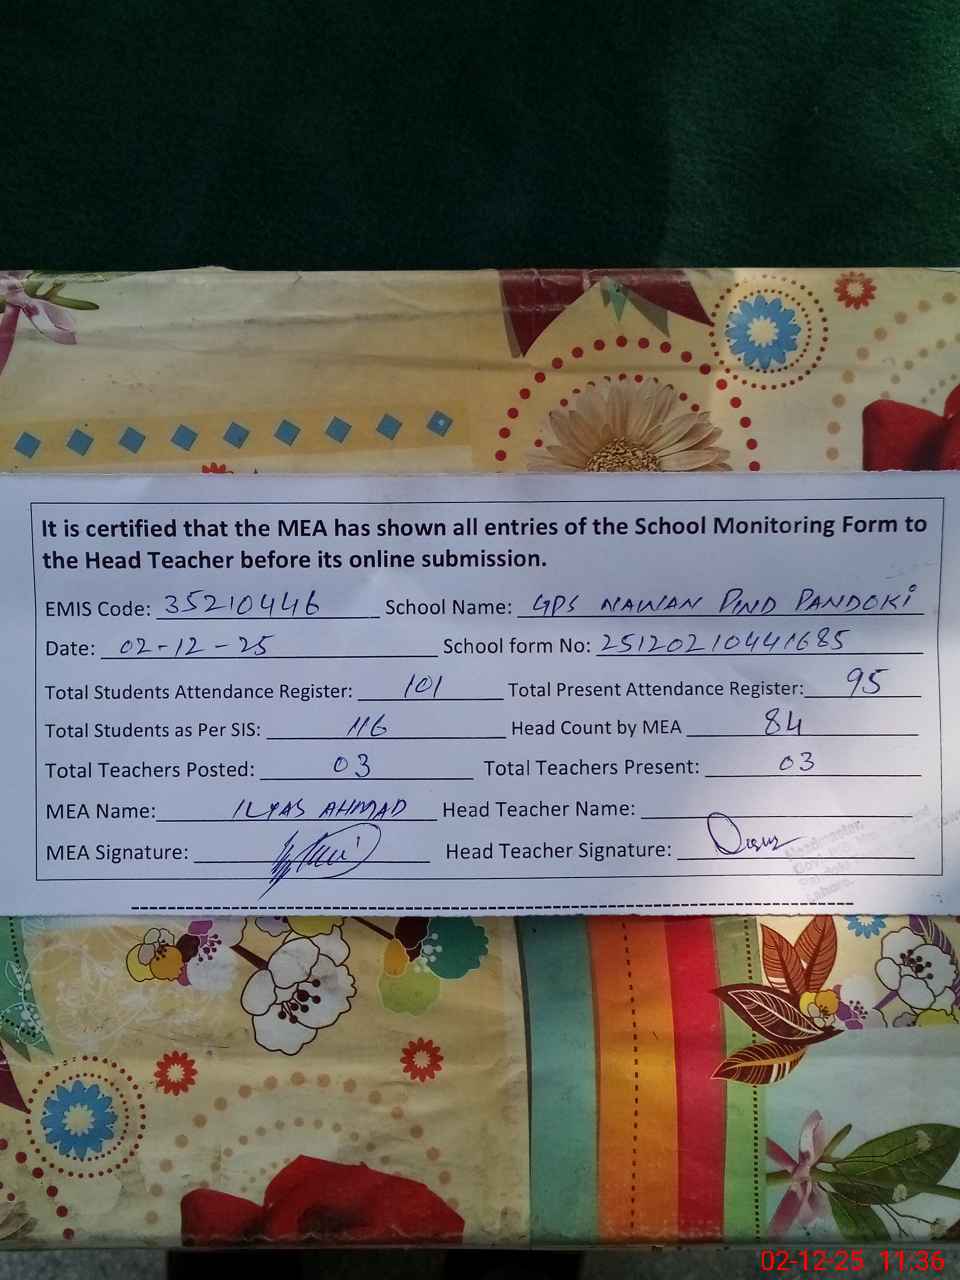 It is certified that the MEA has shown all entries of the School Monitoring Form to
the Head Teacher before its online submission.
EMIS Code: 35210446 School Name: GPS NAWAN PIND PANDOKI
Date: 02-12-25 School form No: 25120210441685
Total Students Attendance Register: 101 Total Present Attendance Register: 95
Total Students as Per SIS: 116 Head Count by MEA 84
Total Teachers Posted: 03 Total Teachers Present: 03
MEA Name: ILYAS AHMAD Head Teacher Name:
MEA Signature: Head Teacher Signature:
Headmaster,
Lahore.
02-12-25 11:36